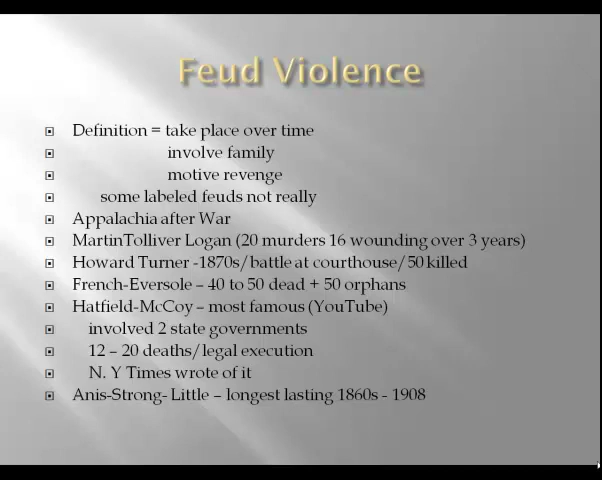 Feud Violence
Definition = take place over time
involve family
motive revenge
some labeled feuds not really
Appalachia after War
MartinTolliver Logan (20 murders 16 wounding over 3 years)
Howard Turner -1870s/battle at courthouse/50 killed
French-Eversole – 40 to 50 dead + 50 orphans
Hatfield-McCoy – most famous (YouTube)
involved 2 state governments
12 – 20 deaths/legal execution
N. Y Times wrote of it
Anis-Strong- Little – longest lasting 1860s - 1908